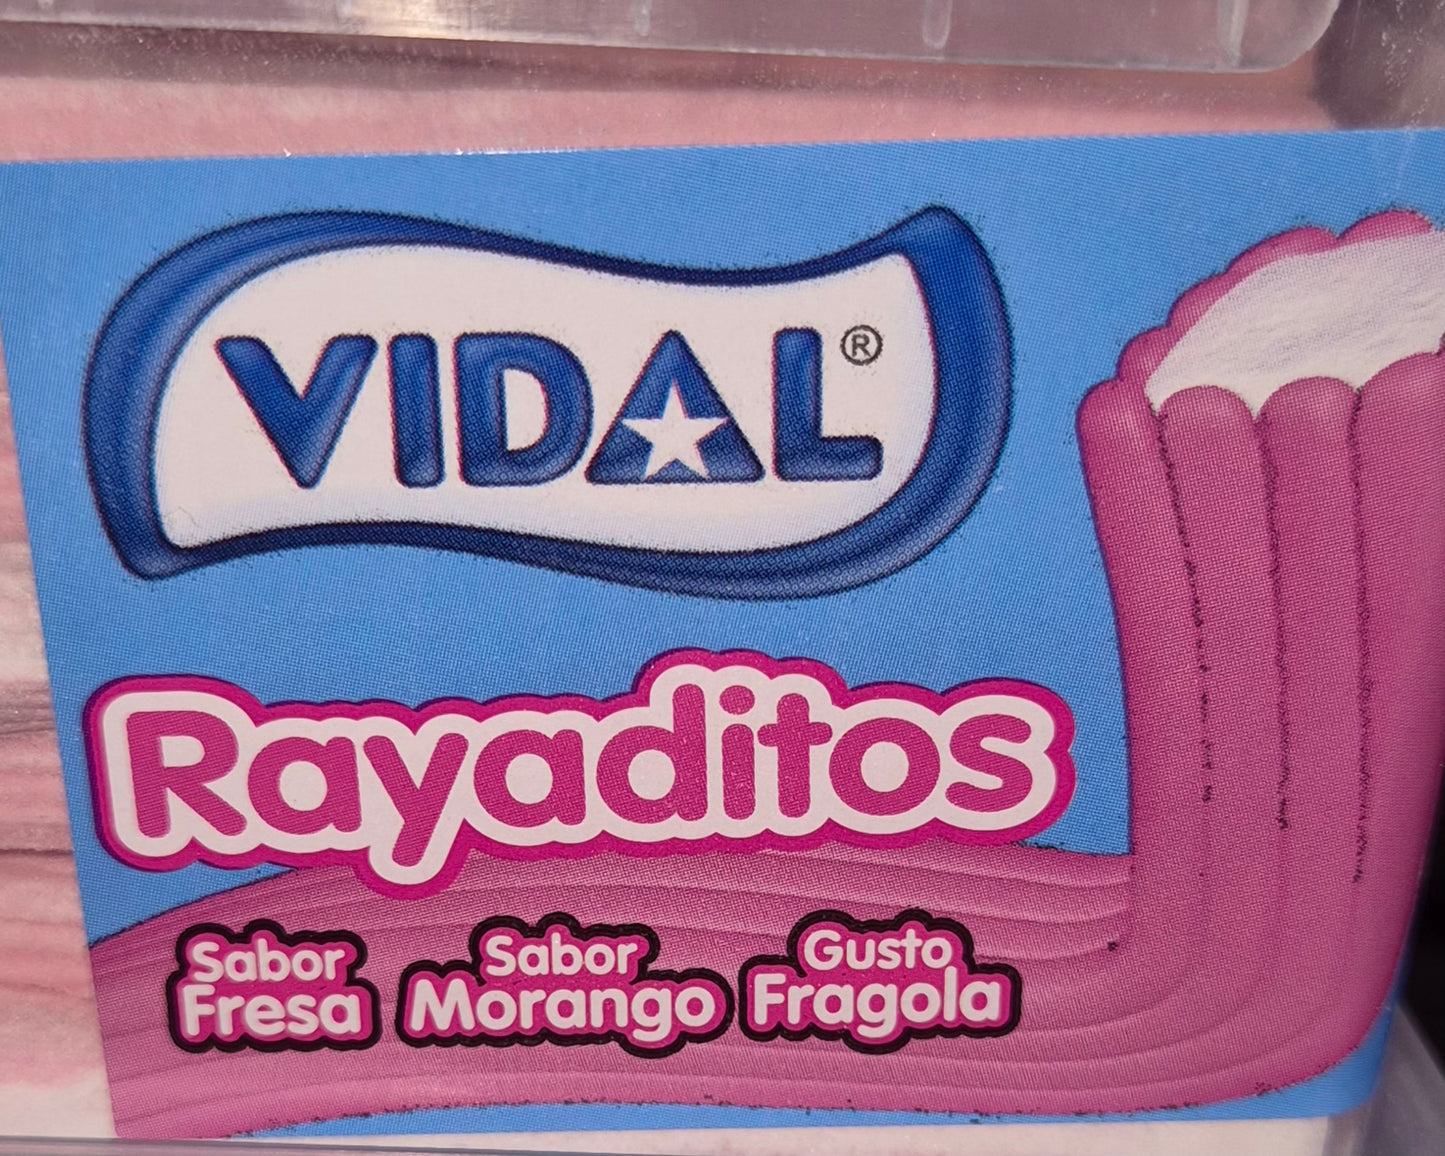 VIDAL®
Rayaditos
Sabor
Fresa
Sabor
Morango
Gusto
Fragola